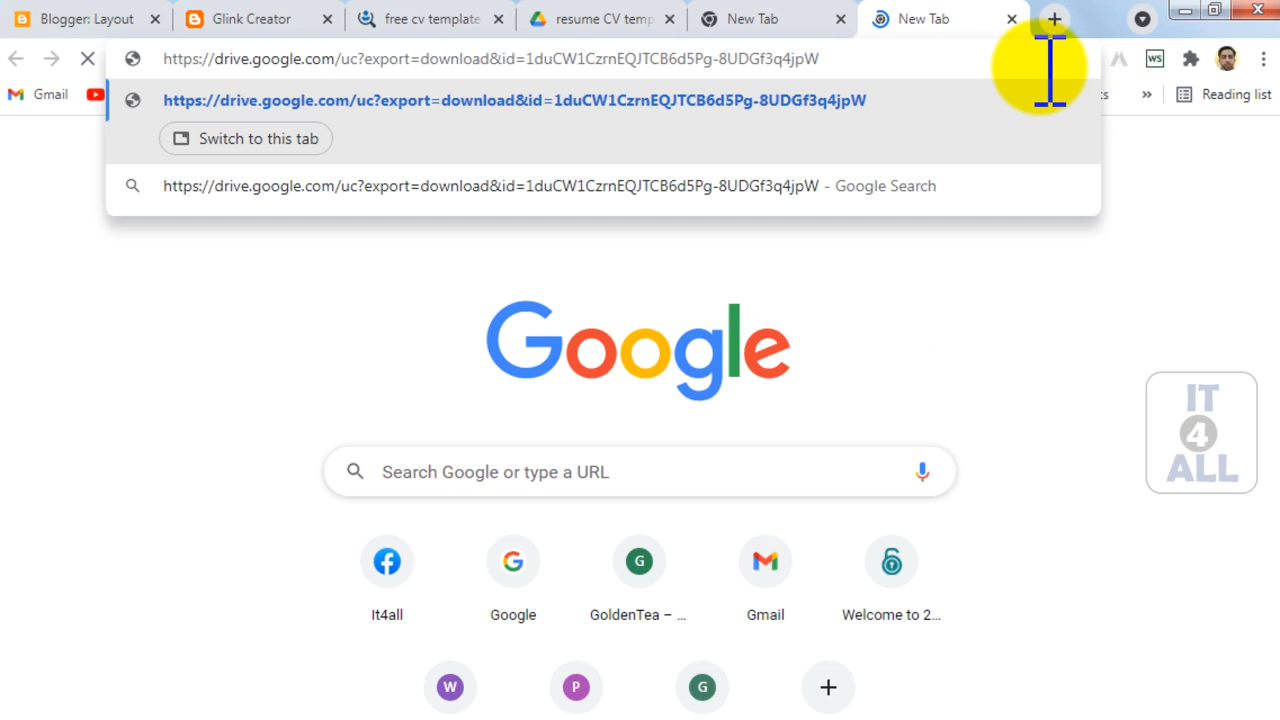 Blogger: Layout
Glink Creator
free cv template
resume CV temp
New Tab
New Tab
https://drive.google.com/uc?export=download&id=1duCW1CzrnEQJTCB6d5Pg-8UDGf3q4jpW
WS
Gmail
Reading list
https://drive.google.com/uc?export=download&id=1duCW1CzrnEQJTCB6d5Pg-8UDGf3q4jpW
Switch to this tab
https://drive.google.com/uc?export=download&id=1duCW1CzrnEQJTCB6d5Pg-8UDGf3q4jpW - Google Search
Google
IT
4
ALL
Search Google or type a URL
G
It4all
Google
GoldenTea – ...
Gmail
Welcome to 2...
W
P
G